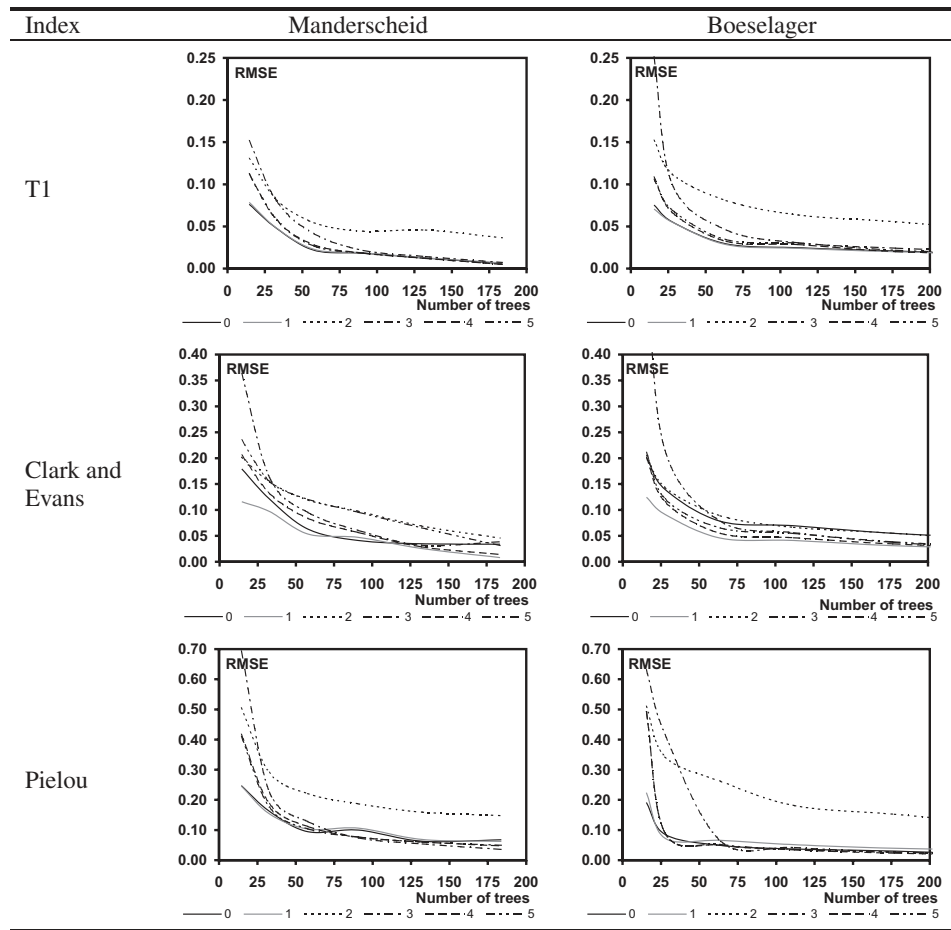 Index Manderscheid Boeselager
T1
RMSE
0.25
0.20
0.15
0.10
0.05
0.00
0 25 50 75 100 125 150 175 200
Number of trees
0 1 2 3 4 5
RMSE
0.25
0.20
0.15
0.10
0.05
0.00
0 25 50 75 100 125 150 175 200
Number of trees
0 1 2 3 4 5
Clark and
Evans
RMSE
0.40
0.35
0.30
0.25
0.20
0.15
0.10
0.05
0.00
0 25 50 75 100 125 150 175 200
Number of trees
0 1 2 3 4 5
RMSE
0.40
0.35
0.30
0.25
0.20
0.15
0.10
0.05
0.00
0 25 50 75 100 125 150 175 200
Number of trees
0 1 2 3 4 5
Pielou
RMSE
0.70
0.60
0.50
0.40
0.30
0.20
0.10
0.00
0 25 50 75 100 125 150 175 200
Number of trees
0 1 2 3 4 5
RMSE
0.70
0.60
0.50
0.40
0.30
0.20
0.10
0.00
0 25 50 75 100 125 150 175 200
Number of trees
0 1 2 3 4 5